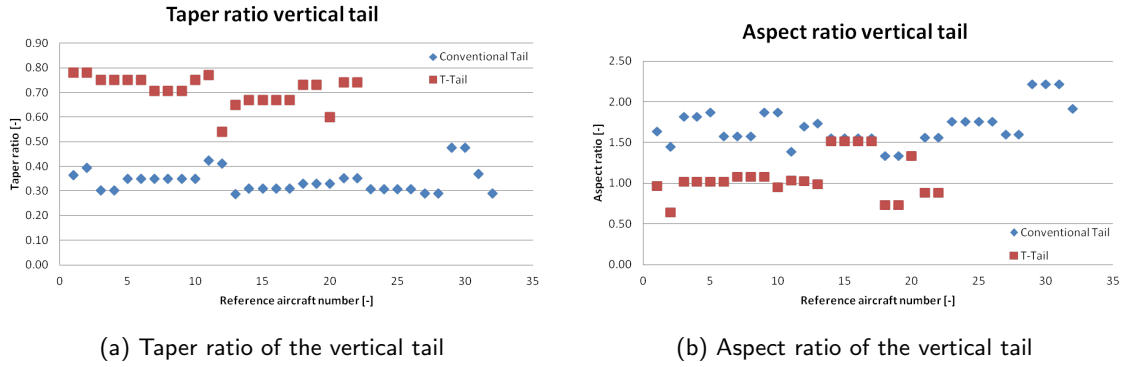 Taper ratio vertical tail
0.90
0.80
0.70
0.60
0.50
0.40
0.30
0.20
0.10
0.00
Taper ratio [-]
Conventional Tail
T-Tail
0 5 10 15 20 25 30 35
Reference aircraft number [-]
(a) Taper ratio of the vertical tail
Aspect ratio vertical tail
2.50
2.00
1.50
1.00
0.50
0.00
Aspect ratio [-]
Conventional Tail
T-Tail
0 5 10 15 20 25 30 35
Reference aircraft number [-]
(b) Aspect ratio of the vertical tail